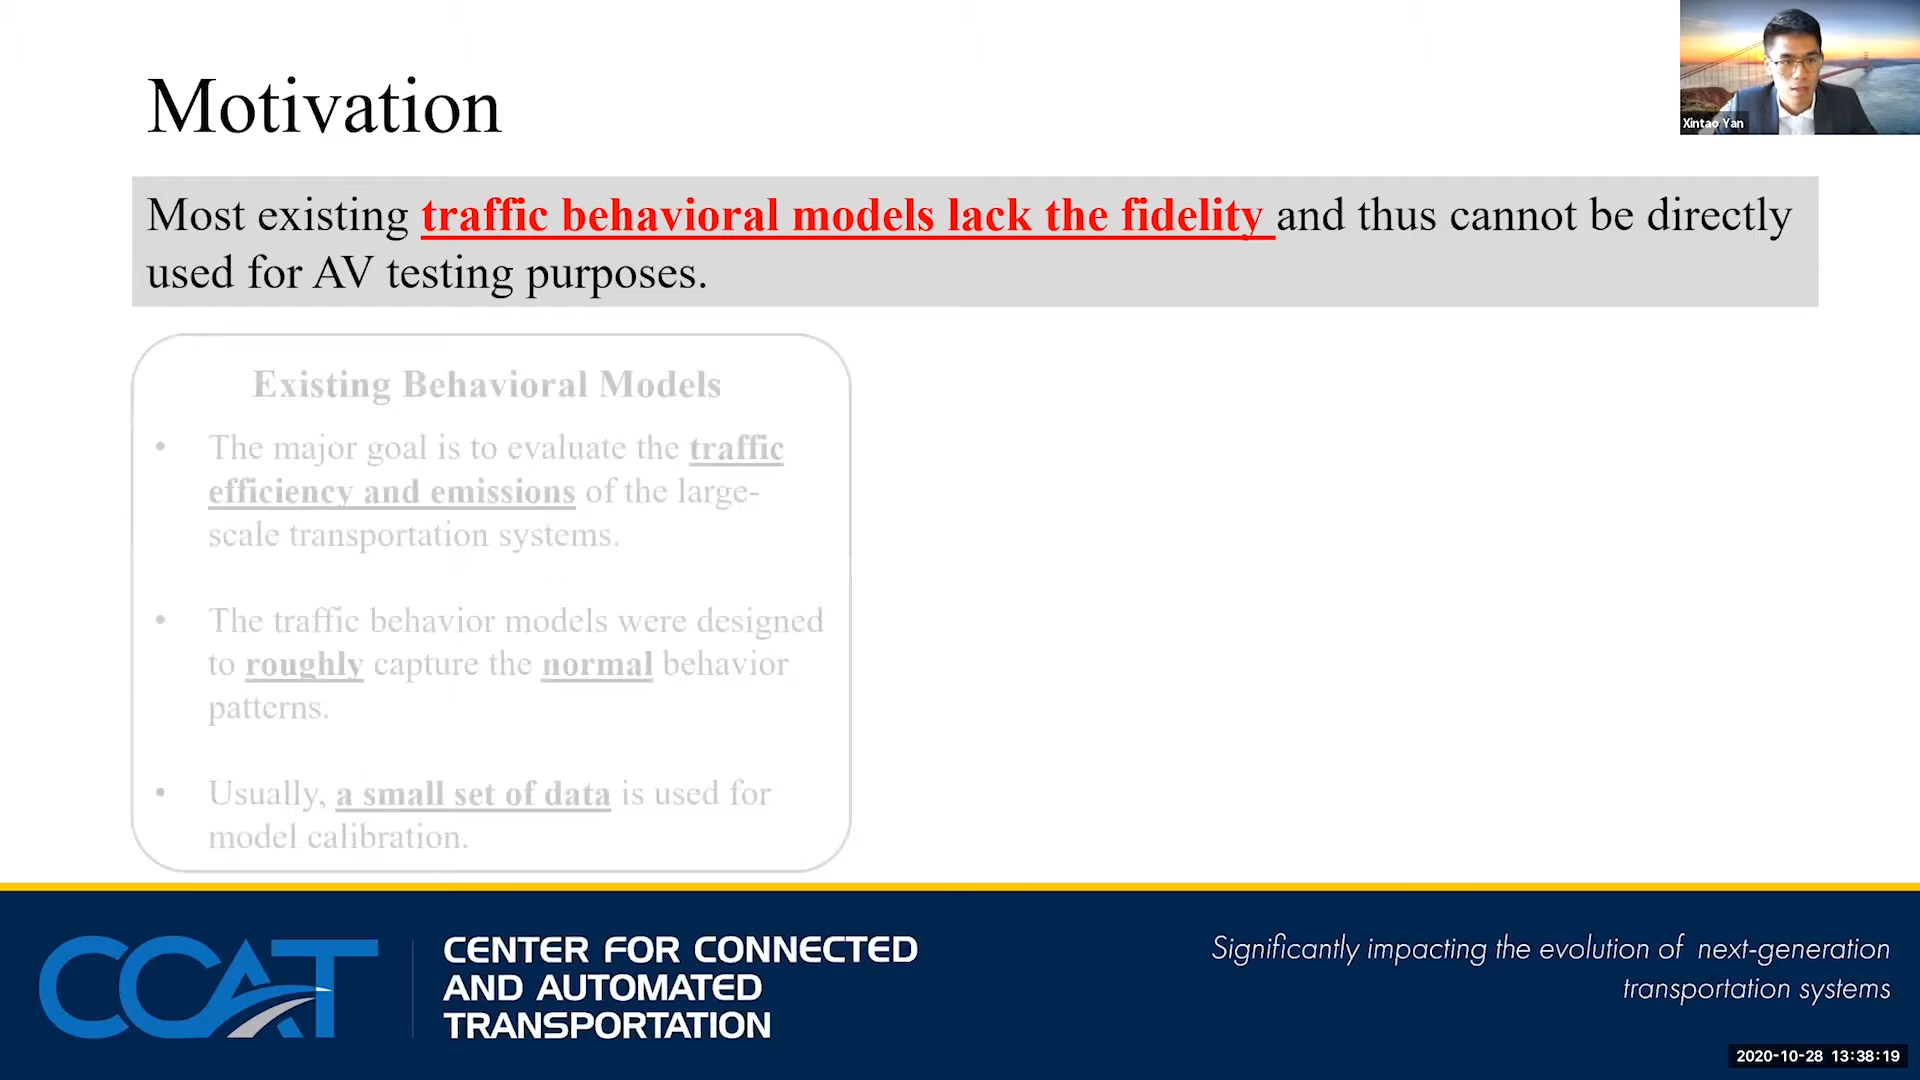 Motivation
Xintao Yan
Most existing traffic behavioral models lack the fidelity and thus cannot be directly
used for AV testing purposes.
Existing Behavioral Models
• The major goal is to evaluate the traffic
efficiency and emissions of the large-
scale transportation systems.
• The traffic behavior models were designed
to roughly capture the normal behavior
patterns.
• Usually, a small set of data is used for
model calibration.
CCAT
CENTER FOR CONNECTED
AND AUTOMATED
TRANSPORTATION
Significantly impacting the evolution of next-generation
transportation systems
2020-10-28 13:38:19